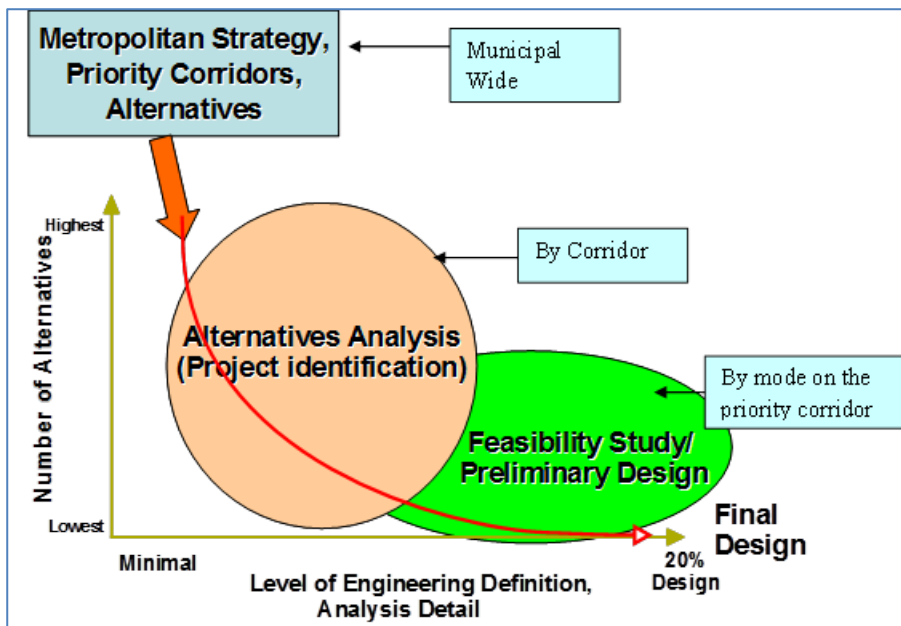 Metropolitan Strategy,
Priority Corridors,
Alternatives
Municipal
Wide
Highest
By Corridor
Number of Alternatives
Alternatives Analysis
(Project identification)
By mode on the
priority corridor
Feasibility Study/
Preliminary Design
Lowest
Final
Design
Minimal
20%
Design
Level of Engineering Definition,
Analysis Detail